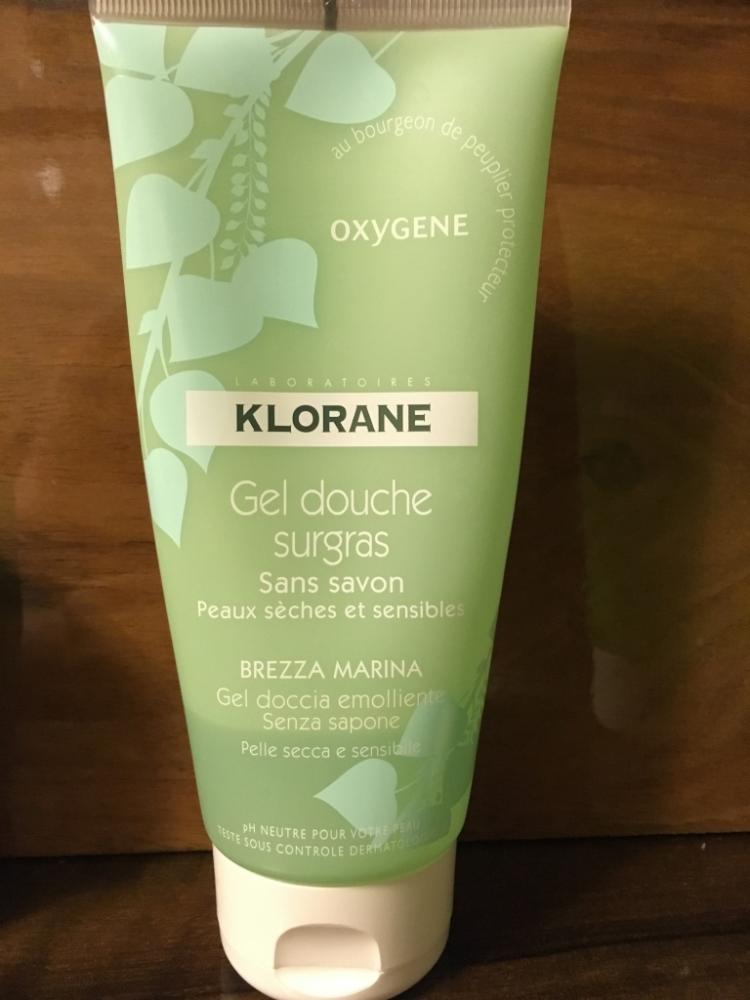 au bourgeon de peuplier protecteur
OXYGENE
LABORATOIRES
KLORANE
Gel douche
surgras
Sans savon
Peaux sèches et sensibles
BREZZA MARINA
Gel doccia emolliente
Senza sapone
Pelle secca e sensibile
pH NEUTRE POUR VOTRE PEAU
TESTE SOUS CONTROLE